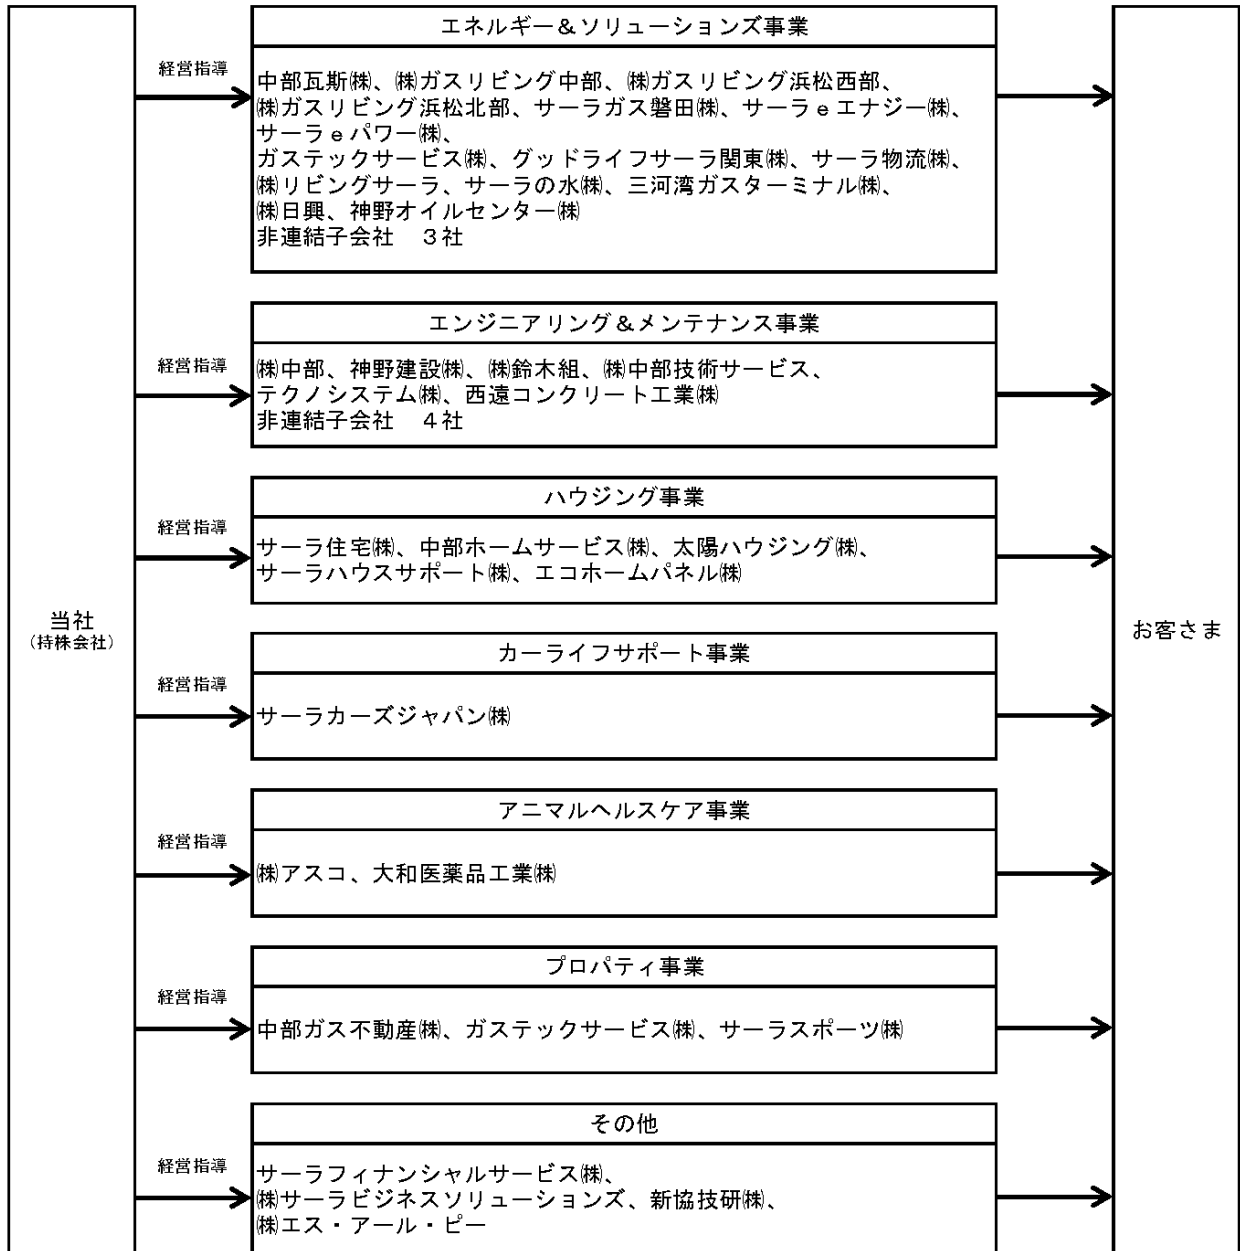 エネルギー＆ソリューションズ事業
経営指導
中部瓦斯㈱、㈱ガスリビング中部、㈱ガスリビング浜松西部、
㈱ガスリビング浜松北部、サーラガス磐田㈱、サーラｅエナジー㈱、
サーラｅパワー㈱、
ガステックサービス㈱、グッドライフサーラ関東㈱、サーラ物流㈱、
㈱リビングサーラ、サーラの水㈱、三河湾ガスターミナル㈱、
㈱日興、神野オイルセンター㈱
非連結子会社　３社
エンジニアリング＆メンテナンス事業
経営指導
㈱中部、神野建設㈱、㈱鈴木組、㈱中部技術サービス、
テクノシステム㈱、西遠コンクリート工業㈱
非連結子会社　４社
ハウジング事業
経営指導
サーラ住宅㈱、中部ホームサービス㈱、太陽ハウジング㈱、
サーラハウスサポート㈱、エコホームパネル㈱
当社
（持株会社）
お客さま
カーライフサポート事業
経営指導
サーラカーズジャパン㈱
アニマルヘルスケア事業
経営指導
㈱アスコ、大和医薬品工業㈱
プロパティ事業
経営指導
中部ガス不動産㈱、ガステックサービス㈱、サーラスポーツ㈱
その他
経営指導
サーラフィナンシャルサービス㈱、
㈱サーラビジネスソリューションズ、新協技研㈱、
㈱エス・アール・ピー